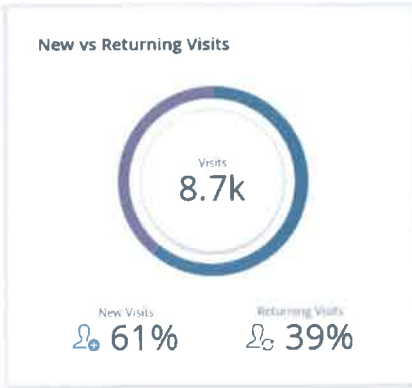 New vs Returning Visits
Visits
8.7k
New Visits
61%
Returning Visits
39%